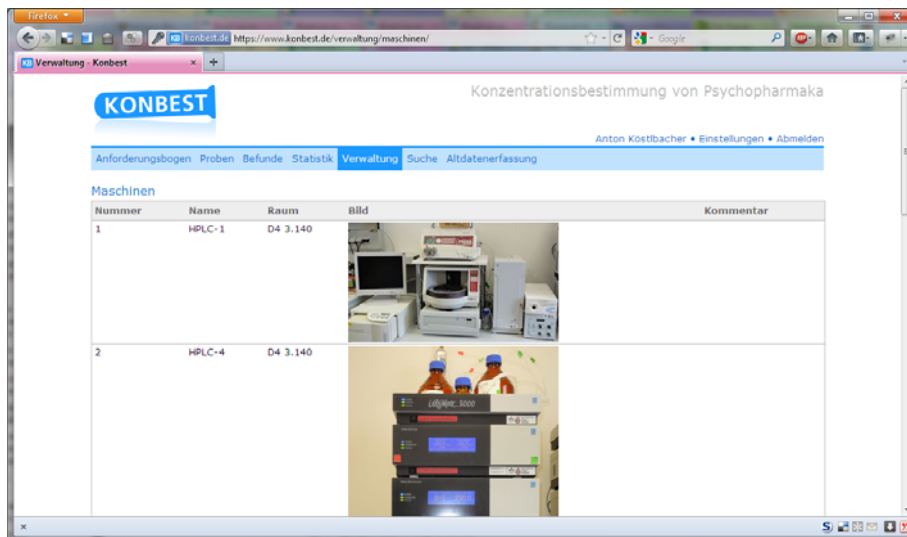 Firefox
konbest.de https://www.konbest.de/verwaltung/maschinen/
Google
KB Verwaltung - Konbest
KONBEST
Konzentrationsbestimmung von Psychopharmaka
Anton Köstlbacher • Einstellungen • Abmelden
Anforderungsbogen Proben Befunde Statistik Verwaltung Suche Altdatenerfassung
Maschinen
Nummer Name Raum Bild Kommentar
1 HPLC-1 D4 3.140
2 HPLC-4 D4 3.140